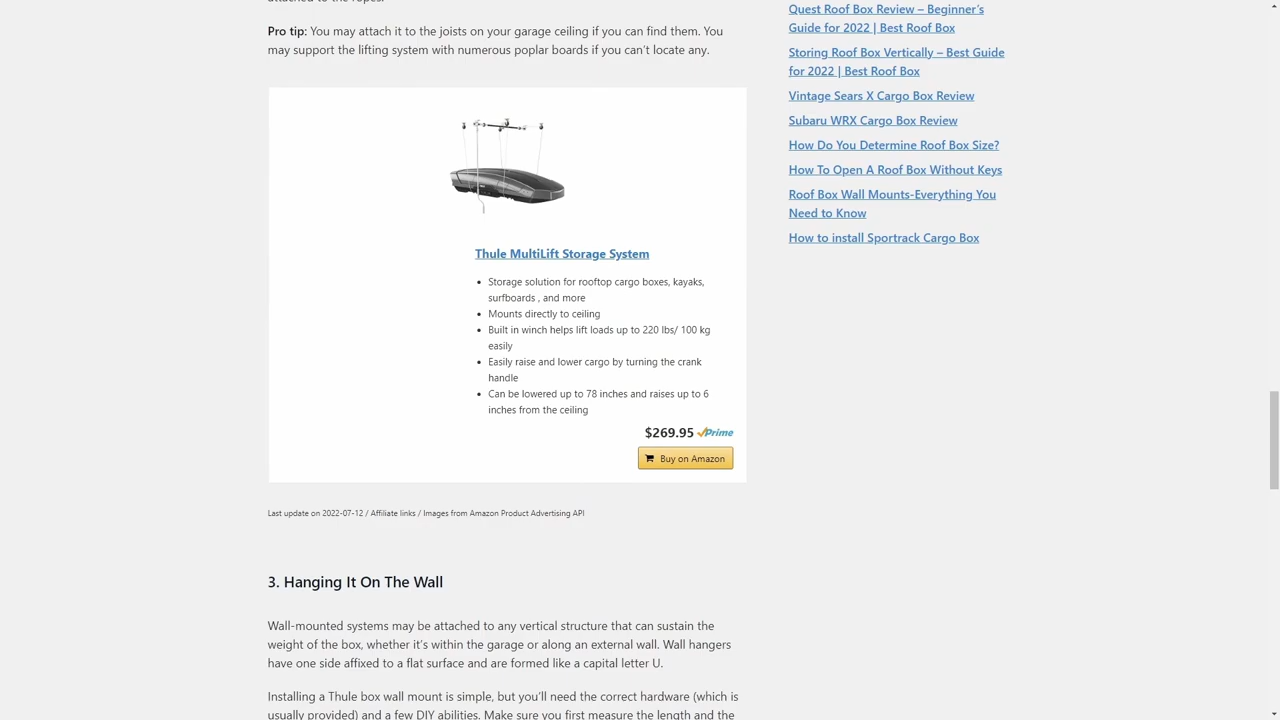 Pro tip: You may attach it to the joists on your garage ceiling if you can find them. You
may support the lifting system with numerous poplar boards if you can't locate any.
Thule MultiLift Storage System
Storage solution for rooftop cargo boxes, kayaks,
surfboards , and more
Mounts directly to ceiling
Built in winch helps lift loads up to 220 lbs/ 100 kg
easily
Easily raise and lower cargo by turning the crank
handle
Can be lowered up to 78 inches and raises up to 6
inches from the ceiling
$269.95 Prime
Buy on Amazon
Last update on 2022-07-12 / Affiliate links / Images from Amazon Product Advertising API
3. Hanging It On The Wall
Wall-mounted systems may be attached to any vertical structure that can sustain the
weight of the box, whether it's within the garage or along an external wall. Wall hangers
have one side affixed to a flat surface and are formed like a capital letter U.
Installing a Thule box wall mount is simple, but you'll need the correct hardware (which is
usually provided) and a few DIY abilities. Make sure you first measure the length and the
Quest Roof Box Review – Beginner's
Guide for 2022 | Best Roof Box
Storing Roof Box Vertically – Best Guide
for 2022 | Best Roof Box
Vintage Sears X Cargo Box Review
Subaru WRX Cargo Box Review
How Do You Determine Roof Box Size?
How To Open A Roof Box Without Keys
Roof Box Wall Mounts-Everything You
Need to Know
How to install Sportrack Cargo Box